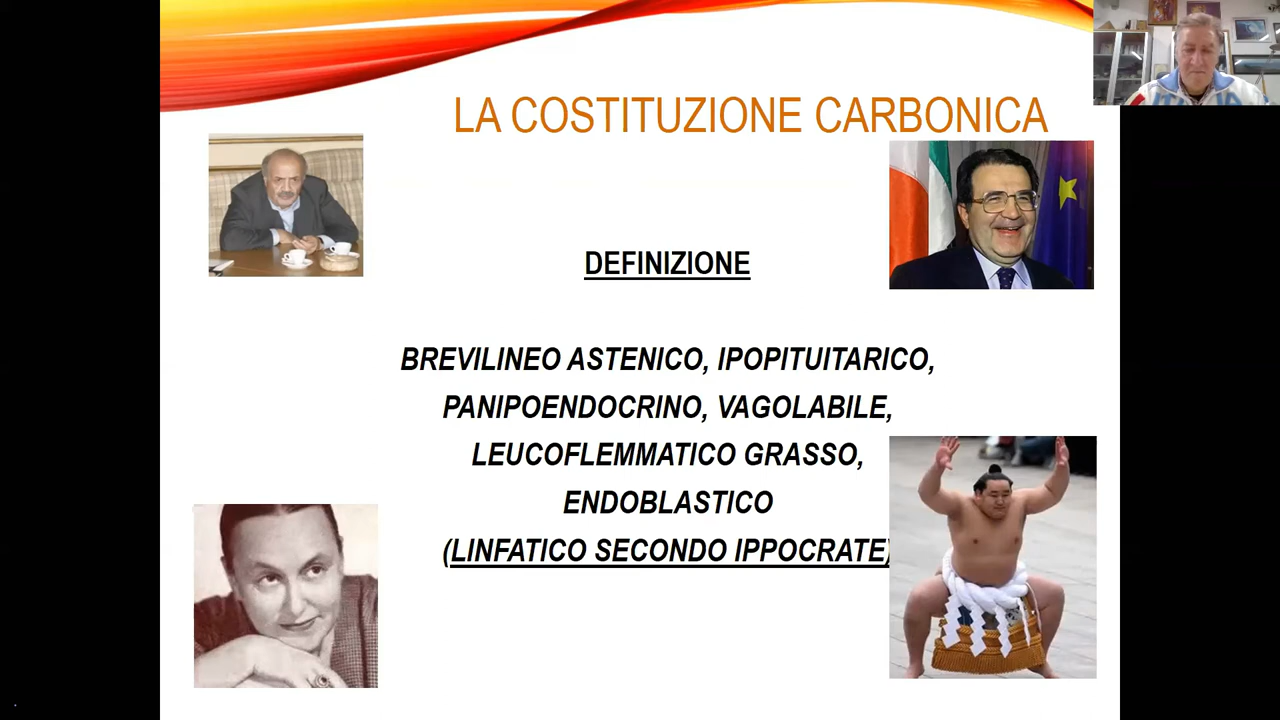 LA COSTITUZIONE CARBONICA
DEFINIZIONE
BREVILINEO ASTENICO, IPOPITUITARICO,
PANIPOENDOCRINO, VAGOLABILE,
LEUCOFLEMMATICO GRASSO,
ENDOBLASTICO
(LINFATICO SECONDO IPPOCRATE)